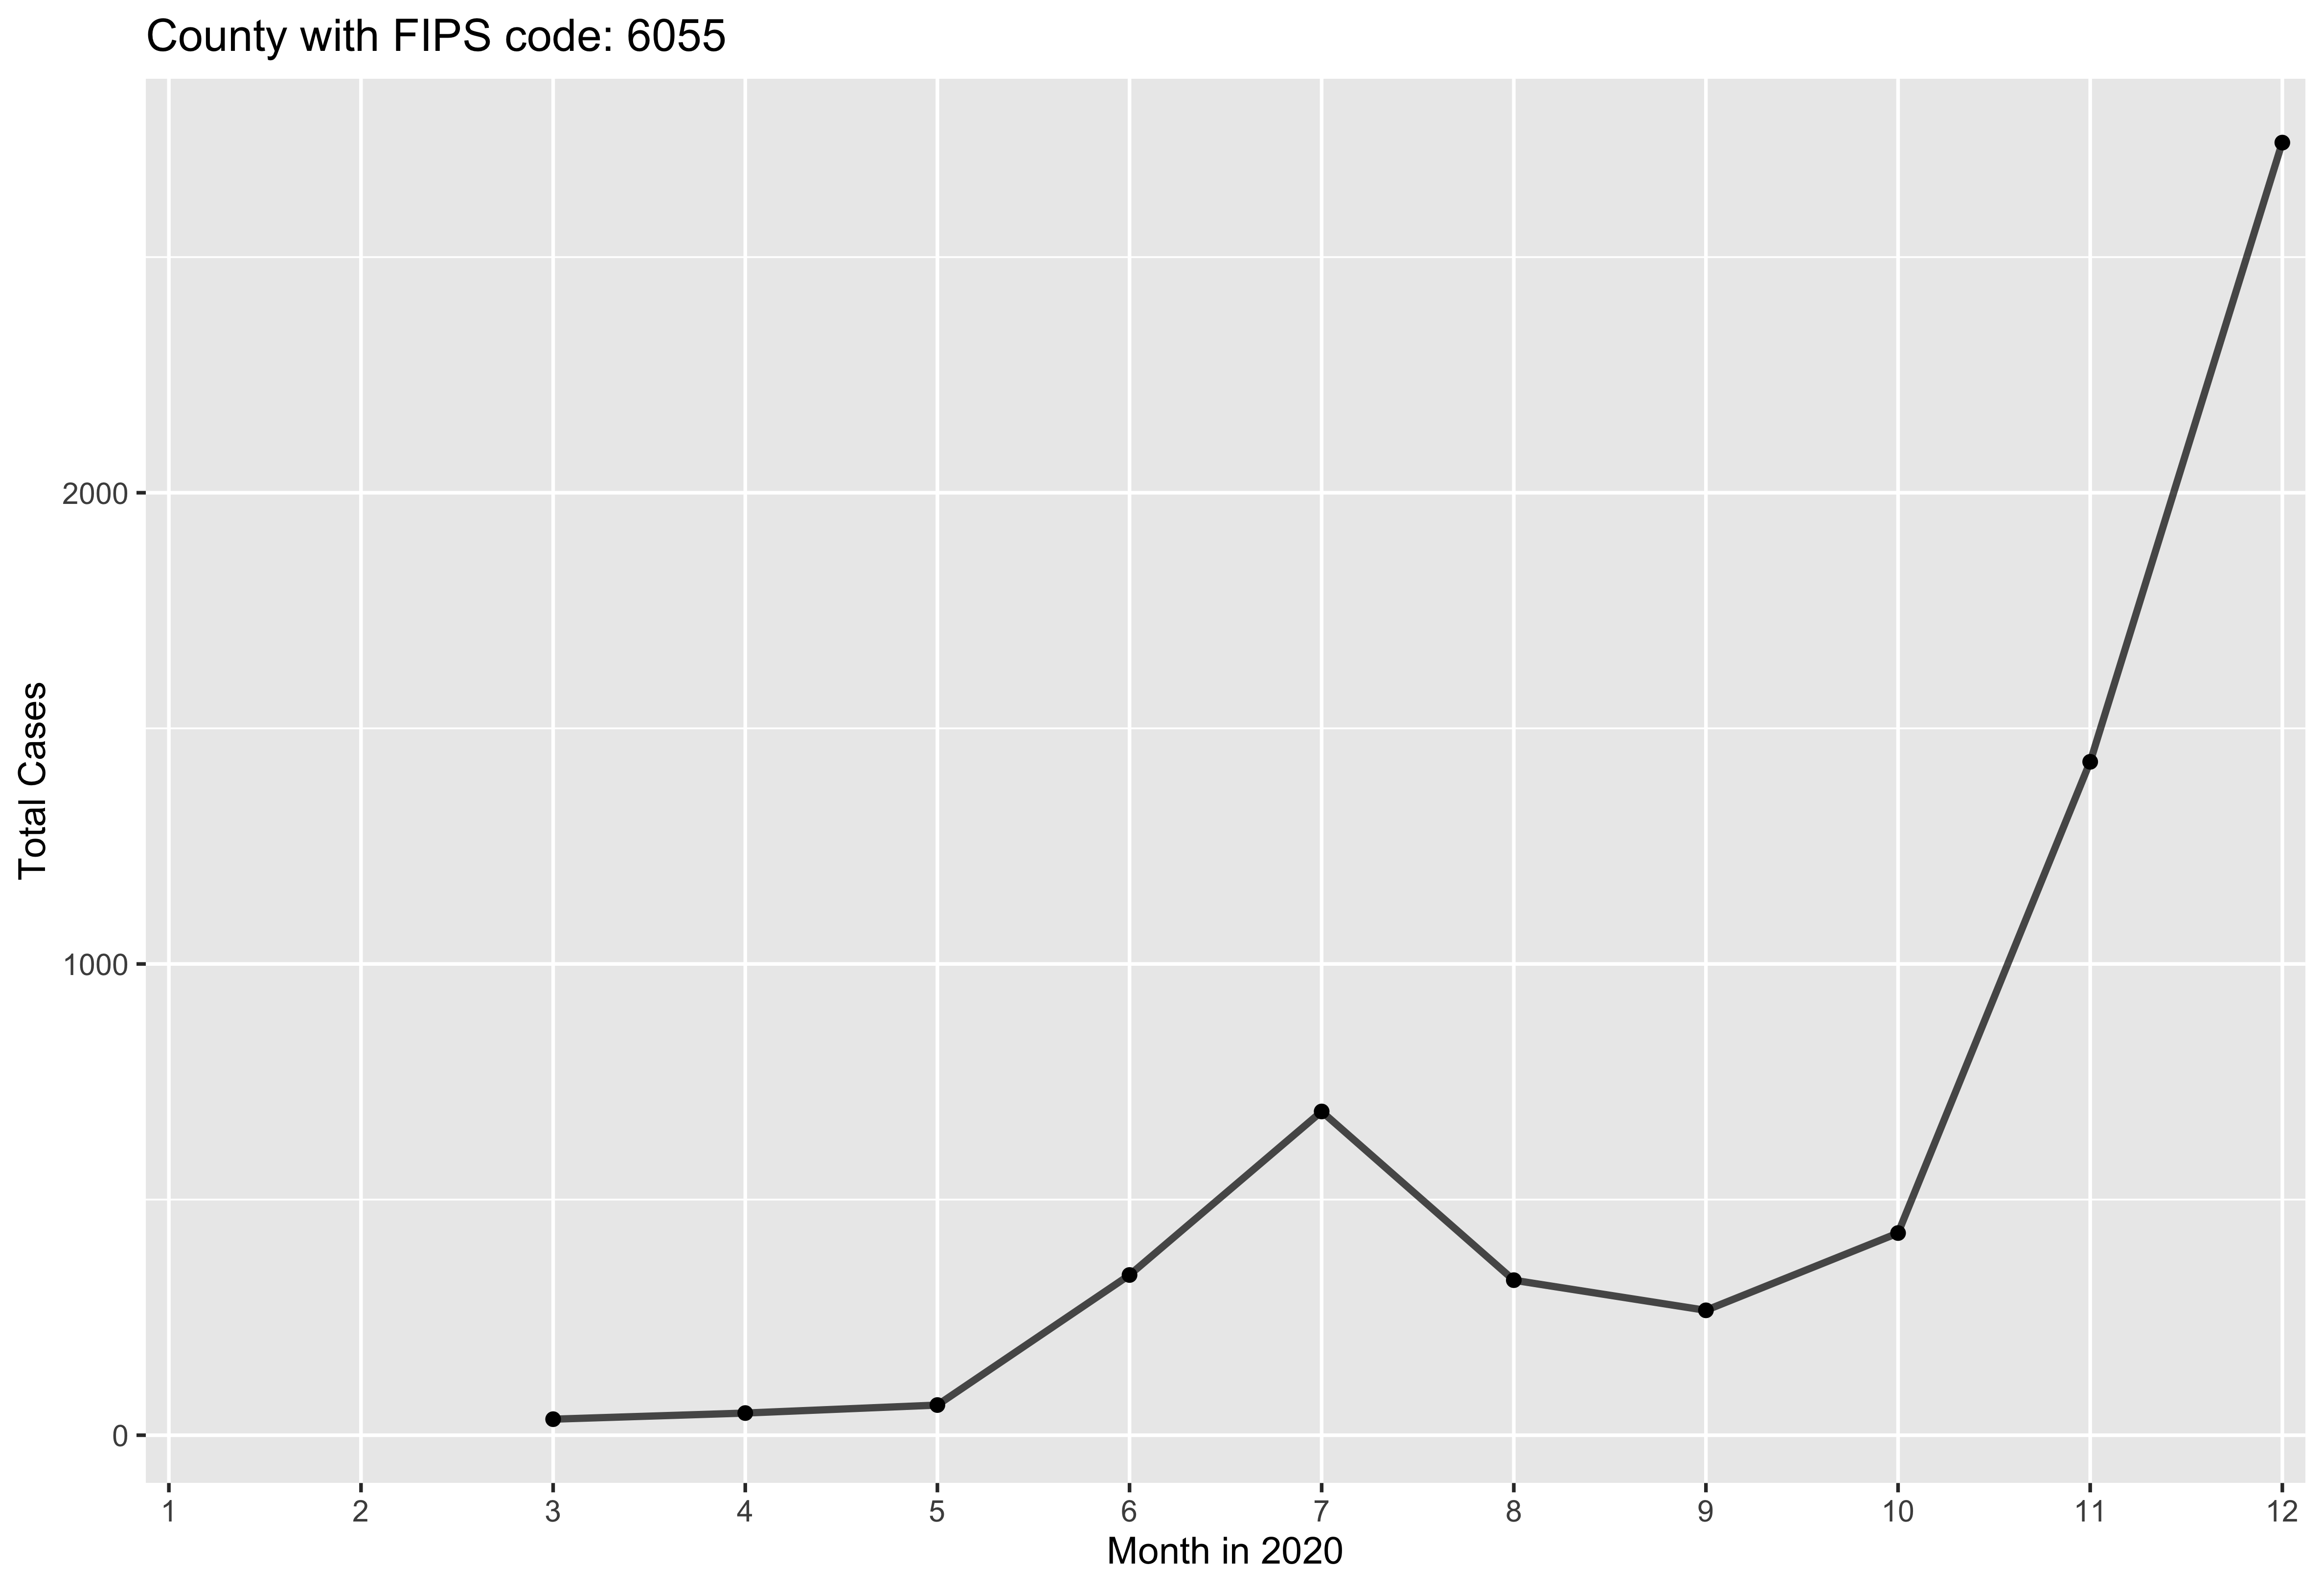 County with FIPS code: 6055
Total Cases
2000
1000
0
1 2 3 4 5 6 7 8 9 10 11 12
Month in 2020